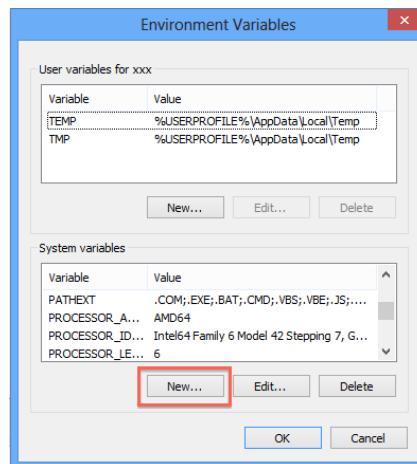 Environment Variables
x
User variables for xxx
Variable Value
TEMP %USERPROFILE%\AppData\Local\Temp
TMP %USERPROFILE%\AppData\Local\Temp
New... Edit... Delete
System variables
Variable Value
PATHEXT .COM;.EXE;.BAT;.CMD;.VBS;.VBE;.JS;....
PROCESSOR_A... AMD64
PROCESSOR_ID... Intel64 Family 6 Model 42 Stepping 7, G...
PROCESSOR_LE... 6
New... Edit... Delete
OK Cancel